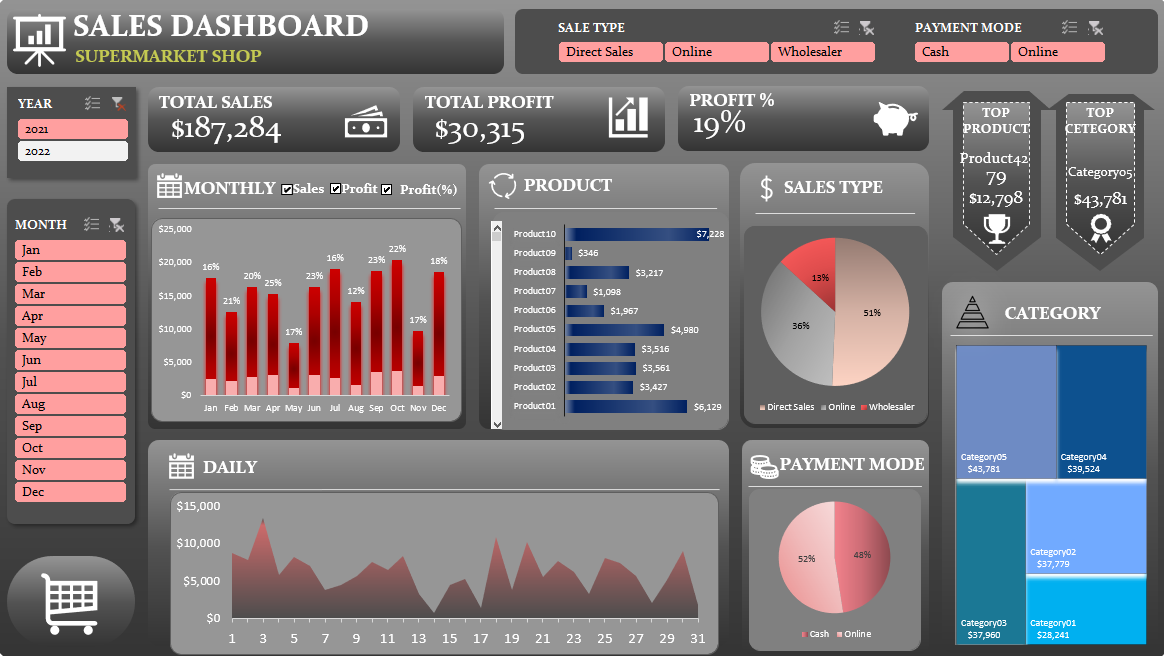 SALES DASHBOARD
SUPERMARKET SHOP
SALE TYPE
Direct Sales Online Wholesaler
PAYMENT MODE
Cash Online
YEAR
2021
2022
TOTAL SALES
$187,284
TOTAL PROFIT
$30,315
PROFIT %
19%
TOP
PRODUCT
Product42
79
$12,798
TOP
CETEGORY
Category05
$43,781
MONTH
Jan
Feb
Mar
Apr
May
Jun
Jul
Aug
Sep
Oct
Nov
Dec
MONTHLY Sales Profit Profit(%)
$25,000
$20,000
$15,000
$10,000
$5,000
$0
16% 21% 20% 25% 17% 23% 16% 12% 23% 22% 17% 18%
Jan Feb Mar Apr May Jun Jul Aug Sep Oct Nov Dec
PRODUCT
Product10 $7,228
Product09 $346
Product08 $3,217
Product07 $1,098
Product06 $1,967
Product05 $4,980
Product04 $3,516
Product03 $3,561
Product02 $3,427
Product01 $6,129
$ SALES TYPE
13%
51%
36%
Direct Sales Online Wholesaler
CATEGORY
Category05
$43,781
Category04
$39,524
Category02
$37,779
Category03
$37,960
Category01
$28,241
DAILY
$15,000
$10,000
$5,000
$0
1 3 5 7 9 11 13 15 17 19 21 23 25 27 29 31
PAYMENT MODE
52% 48%
Cash Online